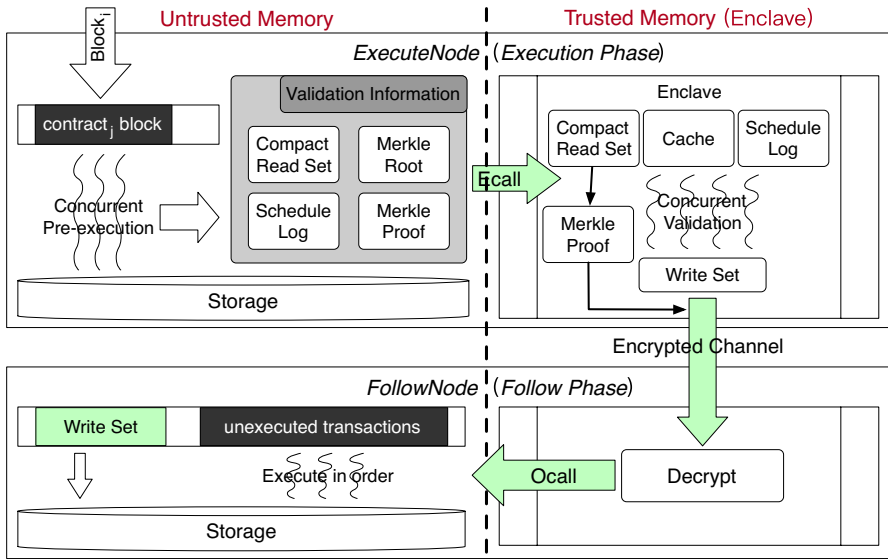 Untrusted Memory
Trusted Memory (Enclave)
Block_i
ExecuteNode (Execution Phase)
contract_j block
Validation Information
Compact
Read Set
Merkle
Root
Schedule
Log
Merkle
Proof
Concurrent
Pre-execution
Storage
Ecall
Enclave
Compact
Read Set
Cache
Schedule
Log
Concurrent
Validation
Merkle
Proof
Write Set
Encrypted Channel
FollowNode (Follow Phase)
Write Set
unexecuted transactions
Execute in order
Storage
Ocall
Decrypt